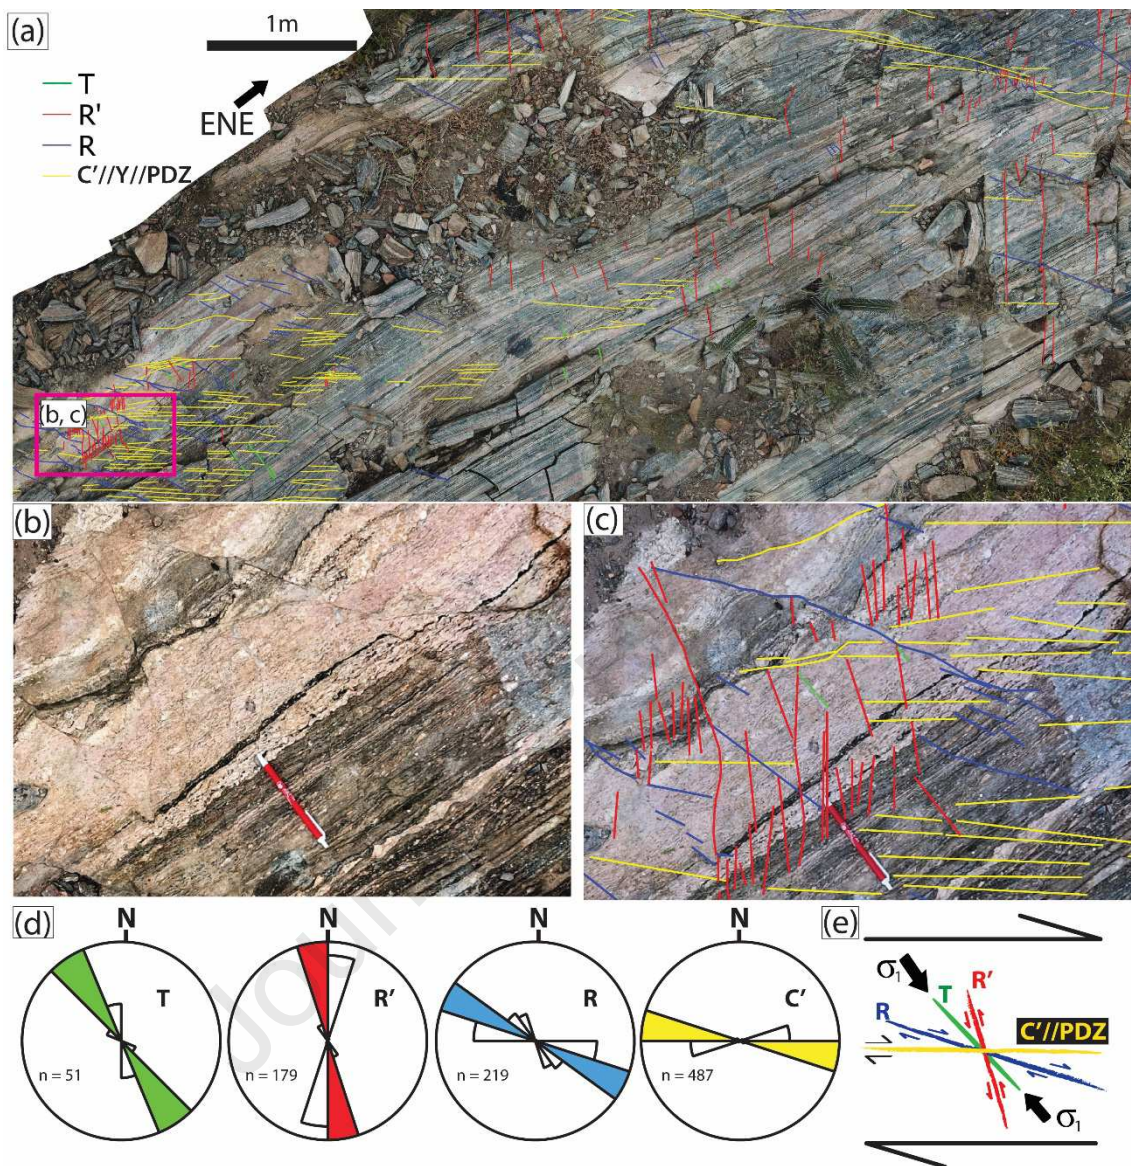 (a)
1m
ENE
T
R'
R
C'//Y//PDZ
(b, c)
(b)
(c)
(d)
N
N
N
N
T
R'
R
C'
n = 51
n = 179
n = 219
n = 487
(e)
σ1
T
R'
R
C'//PDZ
σ1